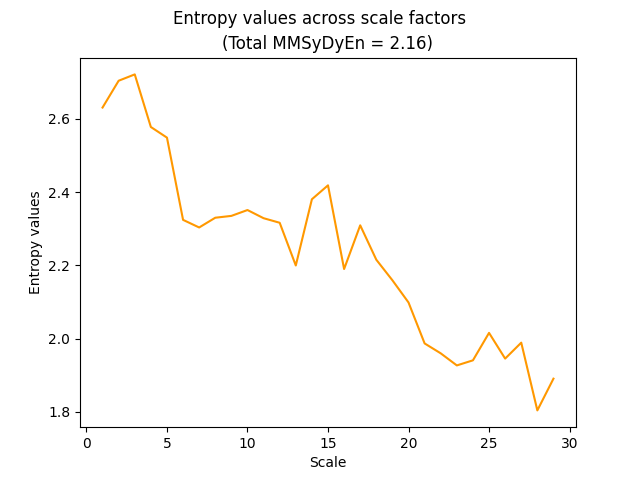 Entropy values across scale factors
(Total MMSyDyEn = 2.16)
Entropy values
2.6
2.4
2.2
2.0
1.8
0 5 10 15 20 25 30
Scale